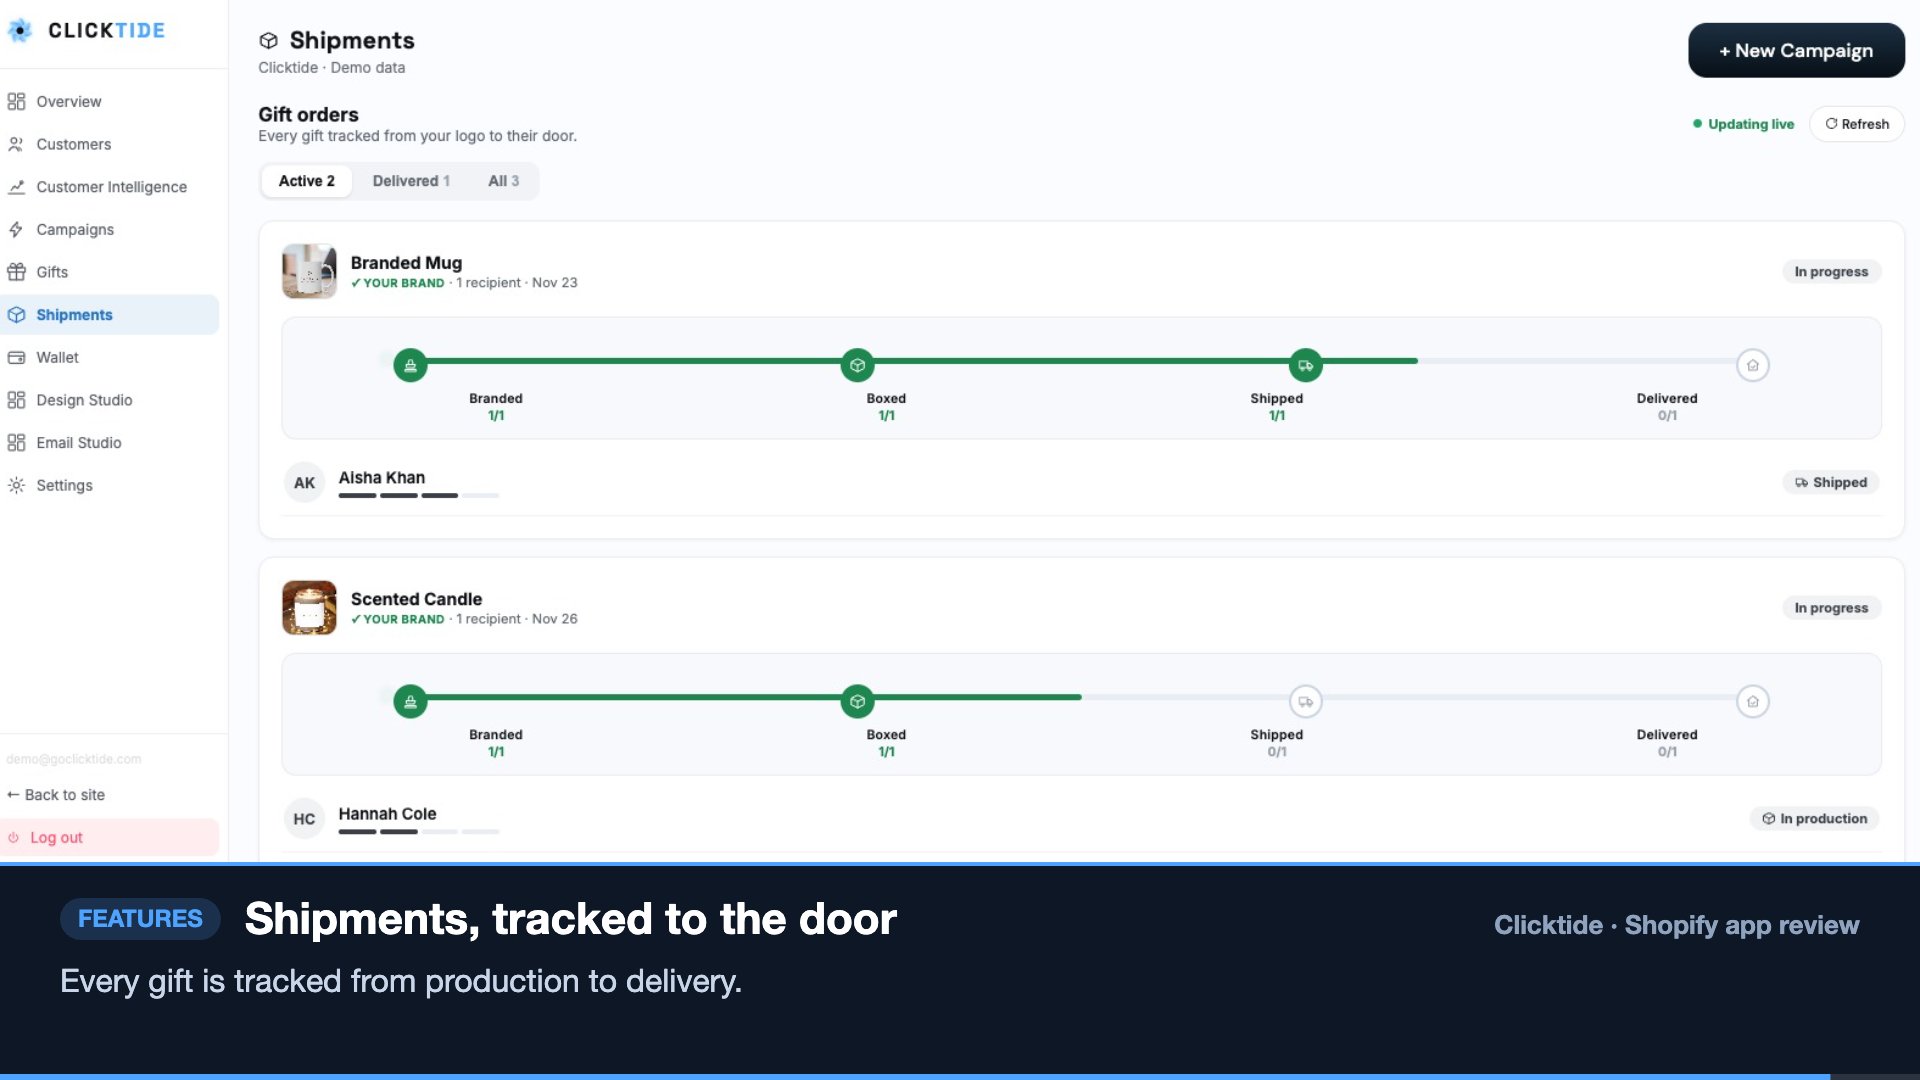 CLICKTIDE
Overview
Customers
Customer Intelligence
Campaigns
Gifts
Shipments
Wallet
Design Studio
Email Studio
Settings
demo@goclicktide.com
← Back to site
Log out
Shipments
Clicktide · Demo data
+ New Campaign
Gift orders
Every gift tracked from your logo to their door.
Updating live
Refresh
Active 2
Delivered 1
All 3
Branded Mug
✓ YOUR BRAND · 1 recipient · Nov 23
In progress
Branded
1/1
Boxed
1/1
Shipped
1/1
Delivered
0/1
AK
Aisha Khan
Shipped
Scented Candle
✓ YOUR BRAND · 1 recipient · Nov 26
In progress
Branded
1/1
Boxed
1/1
Shipped
0/1
Delivered
0/1
HC
Hannah Cole
In production
FEATURES
Shipments, tracked to the door
Clicktide · Shopify app review
Every gift is tracked from production to delivery.